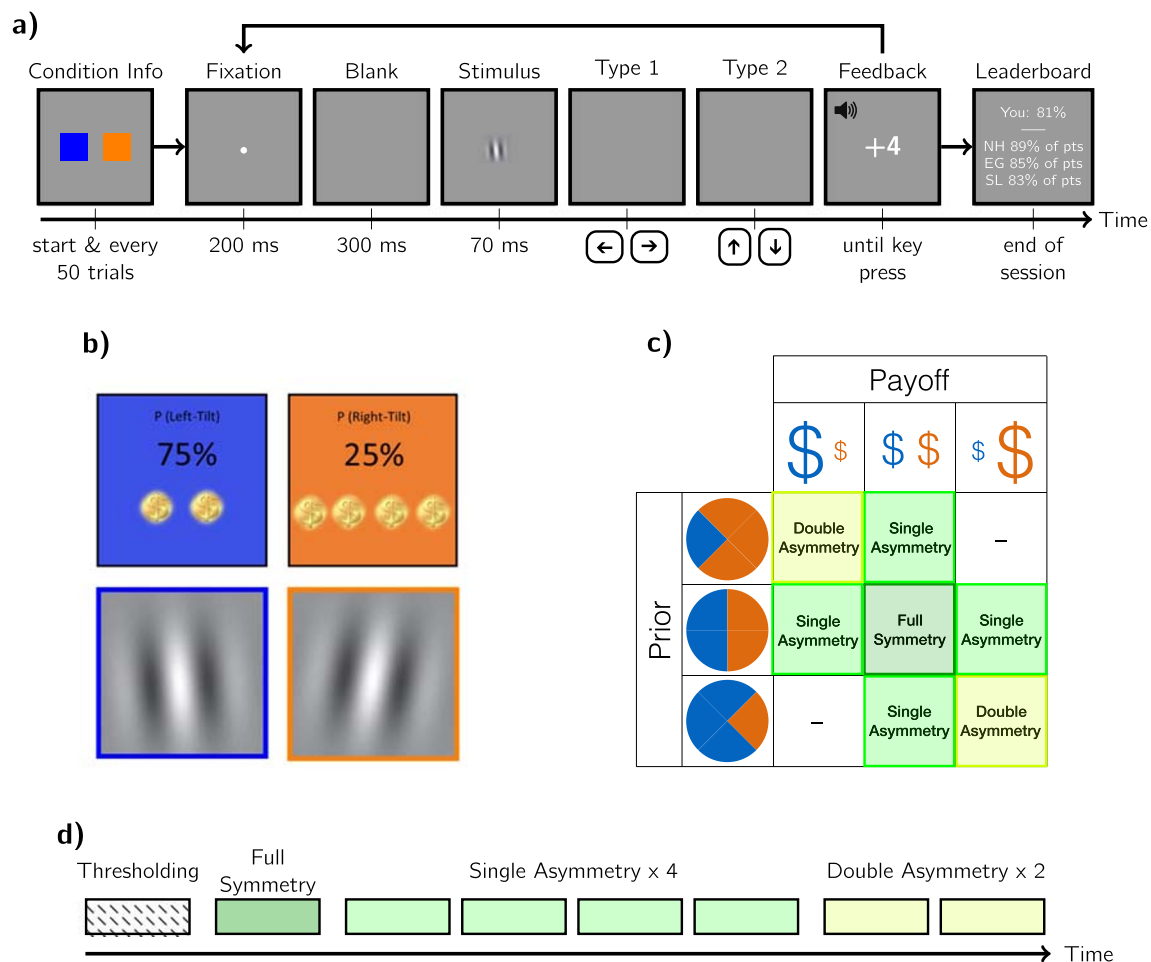 a)
Condition Info
Fixation
Blank
Stimulus
Type 1
Type 2
Feedback
Leaderboard
+4
You: 81%
NH 89% of pts
EG 85% of pts
SL 83% of pts
Time
start & every
50 trials
200 ms
300 ms
70 ms
← →
↑ ↓
until key
press
end of
session
b)
P (Left-Tilt)
75%
$ $
P (Right-Tilt)
25%
$ $ $ $
c)
Payoff
$ $
$ $
$ $
Prior
Double
Asymmetry
Single
Asymmetry
–
Single
Asymmetry
Full
Symmetry
Single
Asymmetry
–
Single
Asymmetry
Double
Asymmetry
d)
Thresholding
Full
Symmetry
Single Asymmetry x 4
Double Asymmetry x 2
Time